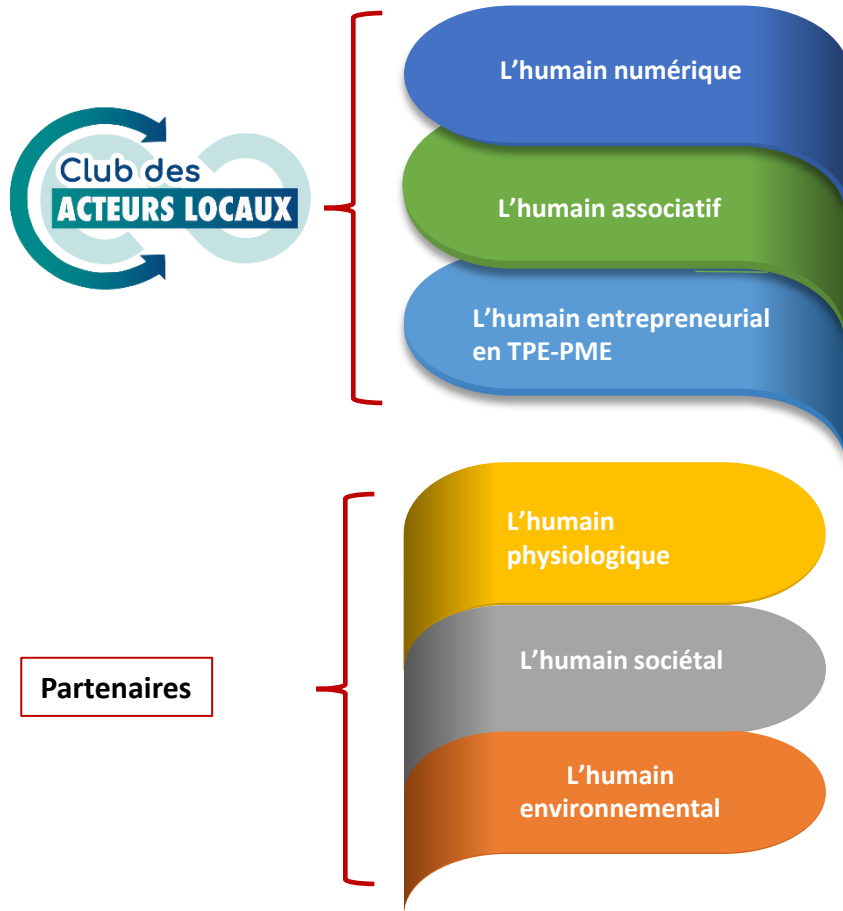 Club des
ACTEURS LOCAUX
L’humain numérique
L’humain associatif
L’humain entrepreneurial
en TPE-PME
Partenaires
L’humain
physiologique
L’humain sociétal
L’humain
environnemental